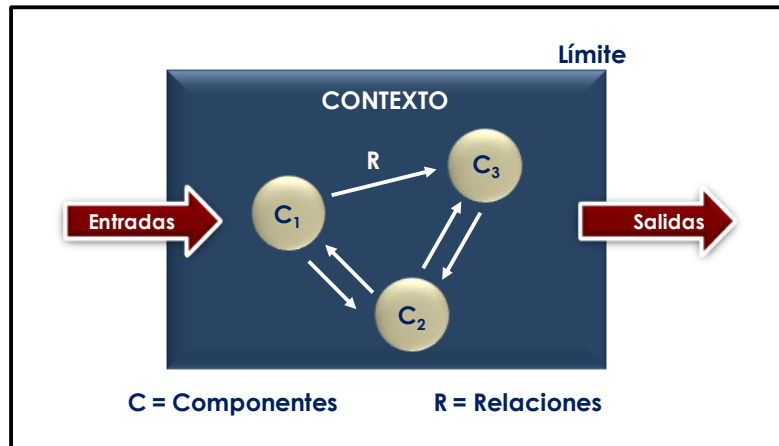 Límite
CONTEXTO
R
C₃
Entradas
C₁
Salidas
C₂
C = Componentes
R = Relaciones